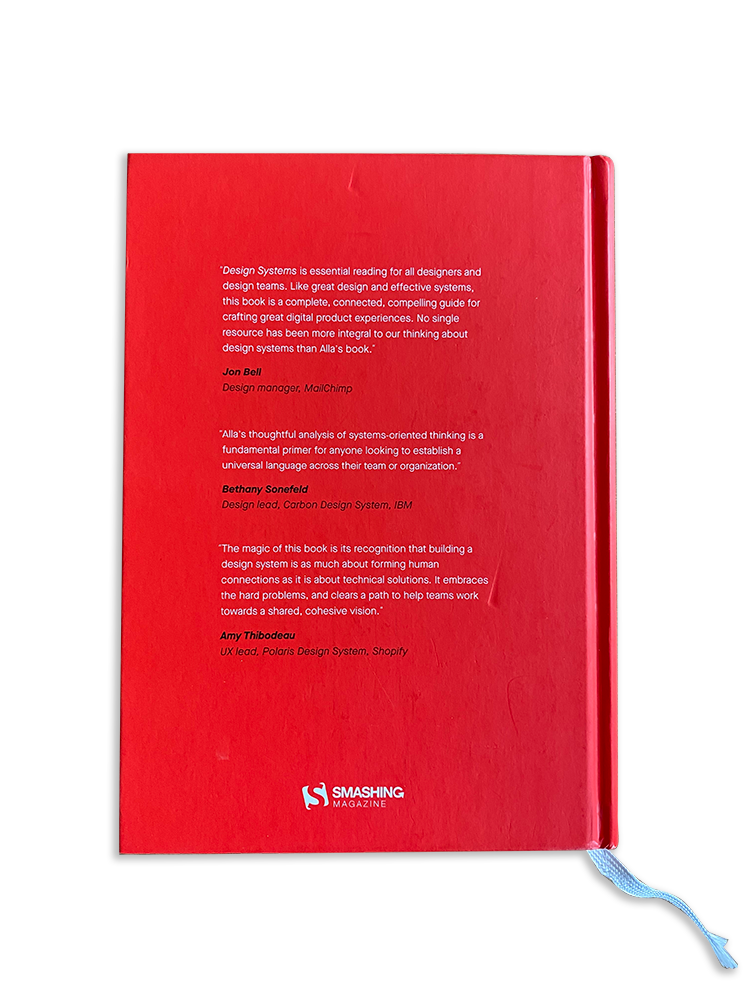 "Design Systems is essential reading for all designers and
design teams. Like great design and effective systems,
this book is a complete, connected, compelling guide for
crafting great digital product experiences. No single
resource has been more integral to our thinking about
design systems than Alla's book."
Jon Bell
Design manager, MailChimp
"Alla's thoughtful analysis of systems-oriented thinking is a
fundamental primer for anyone looking to establish a
universal language across their team or organization."
Bethany Sonefeld
Design lead, Carbon Design System, IBM
"The magic of this book is its recognition that building a
design system is as much about forming human
connections as it is about technical solutions. It embraces
the hard problems, and clears a path to help teams work
towards a shared, cohesive vision."
Amy Thibodeau
UX lead, Polaris Design System, Shopify
SMASHING
MAGAZINE